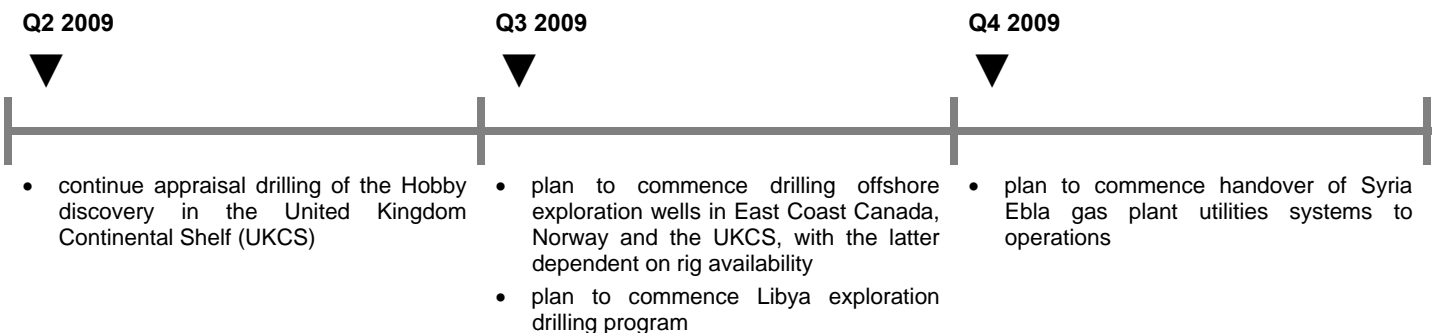 Q2 2009
Q3 2009
Q4 2009
• continue appraisal drilling of the Hobby
discovery in the United Kingdom
Continental Shelf (UKCS)
• plan to commence drilling offshore
exploration wells in East Coast Canada,
Norway and the UKCS, with the latter
dependent on rig availability
• plan to commence Libya exploration
drilling program
• plan to commence handover of Syria
Ebla gas plant utilities systems to
operations